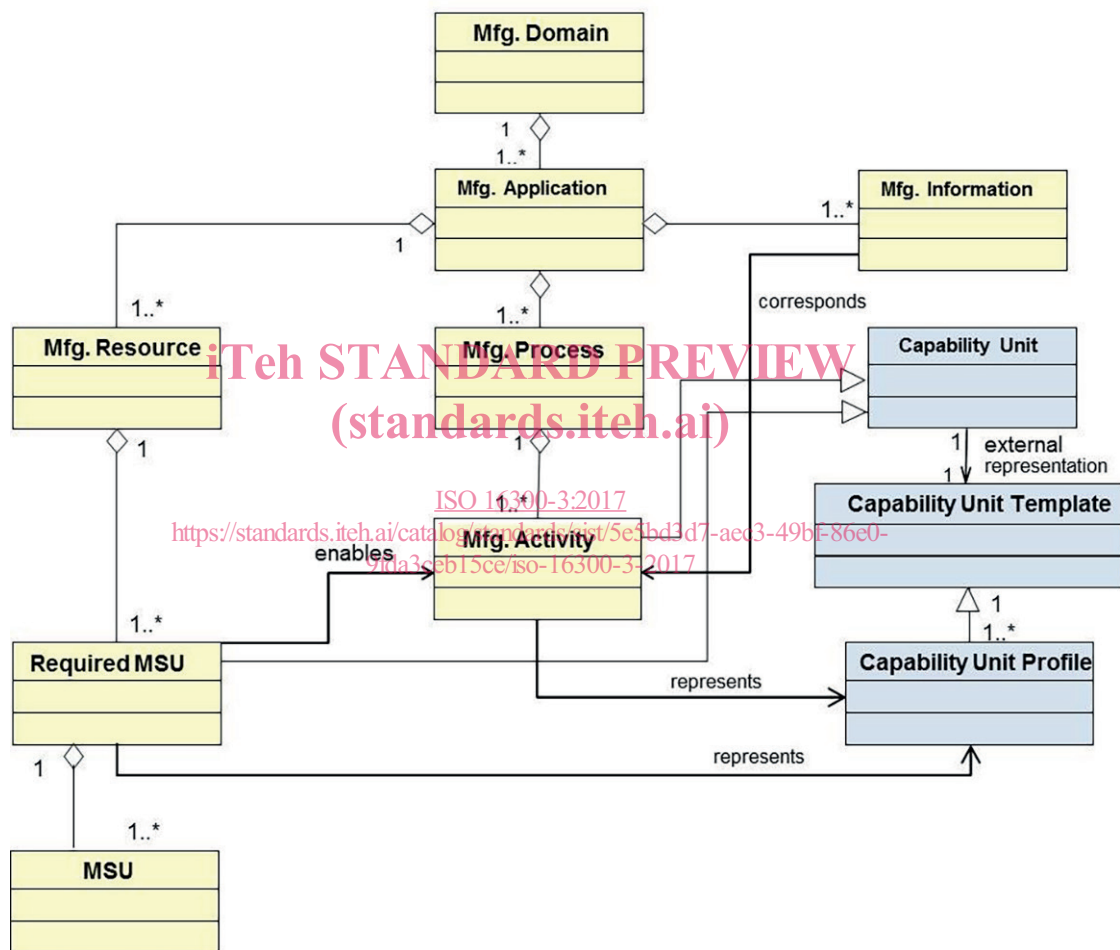 Mfg. Domain
1
1..*
Mfg. Application
Mfg. Information
1..*
1
corresponds
1..*
1..*
Mfg. Resource
Mfg. Process
Capability Unit
iTeh STANDARD PREVIEW
(standards.iteh.ai)
1
1
1
external
representation
1
ISO 16300-3:2017
1..*
Capability Unit Template
https://standards.iteh.ai/catalog/standards/sist/5e5bd3d7-aec3-49bf-86e0-
Mfg. Activity
enables
9fda3ceb15ce/iso-16300-3-2017
1
1..*
1..*
Required MSU
Capability Unit Profile
represents
represents
1
1..*
MSU